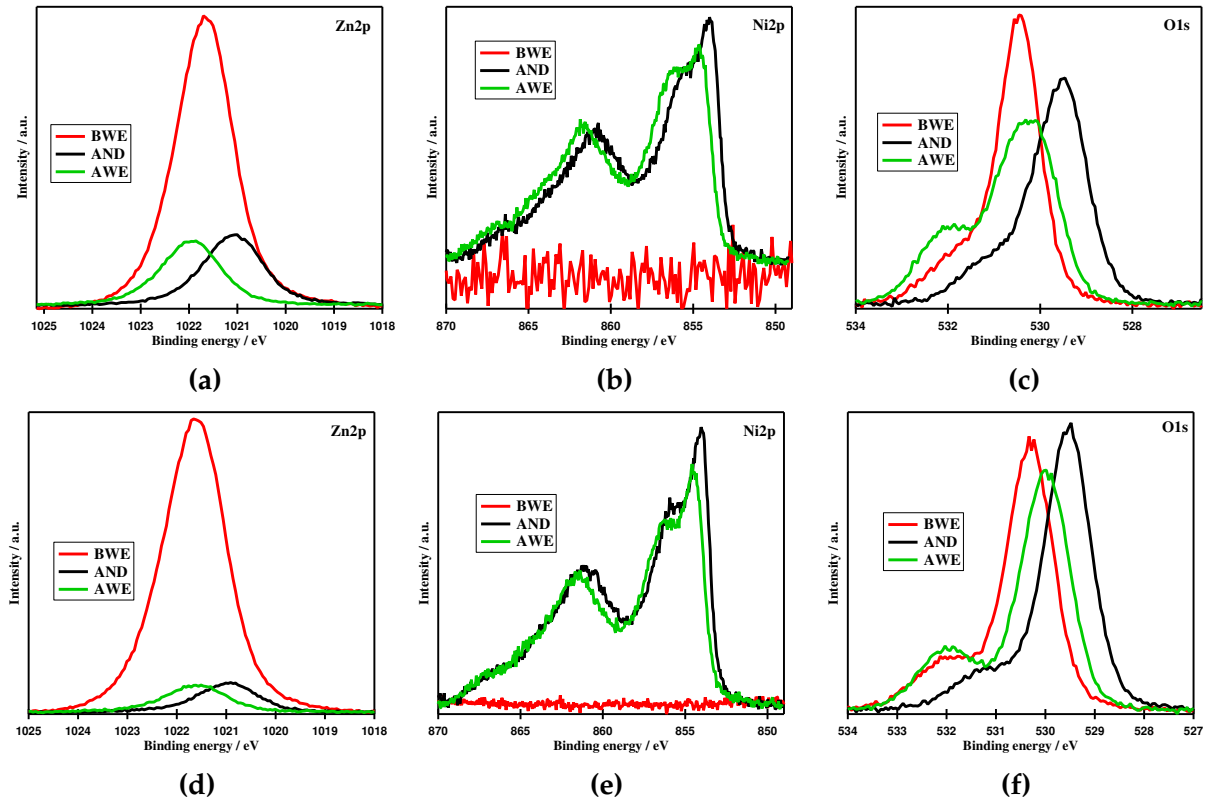 Zn2p
Intensity / a.u.
BWE
AND
AWE
1025 1024 1023 1022 1021 1020 1019 1018
Binding energy / eV
(a)
Ni2p
Intensity / a.u.
BWE
AND
AWE
870 865 860 855 850
Binding energy / eV
(b)
O1s
Intensity / a.u.
BWE
AND
AWE
534 532 530 528
Binding energy / eV
(c)
Zn2p
Intensity / a.u.
BWE
AND
AWE
1025 1024 1023 1022 1021 1020 1019 1018
Binding energy / eV
(d)
Ni2p
Intensity / a.u.
BWE
AND
AWE
870 865 860 855 850
Binding energy / eV
(e)
O1s
Intensity / a.u.
BWE
AND
AWE
534 533 532 531 530 529 528 527
Binding energy / eV
(f)